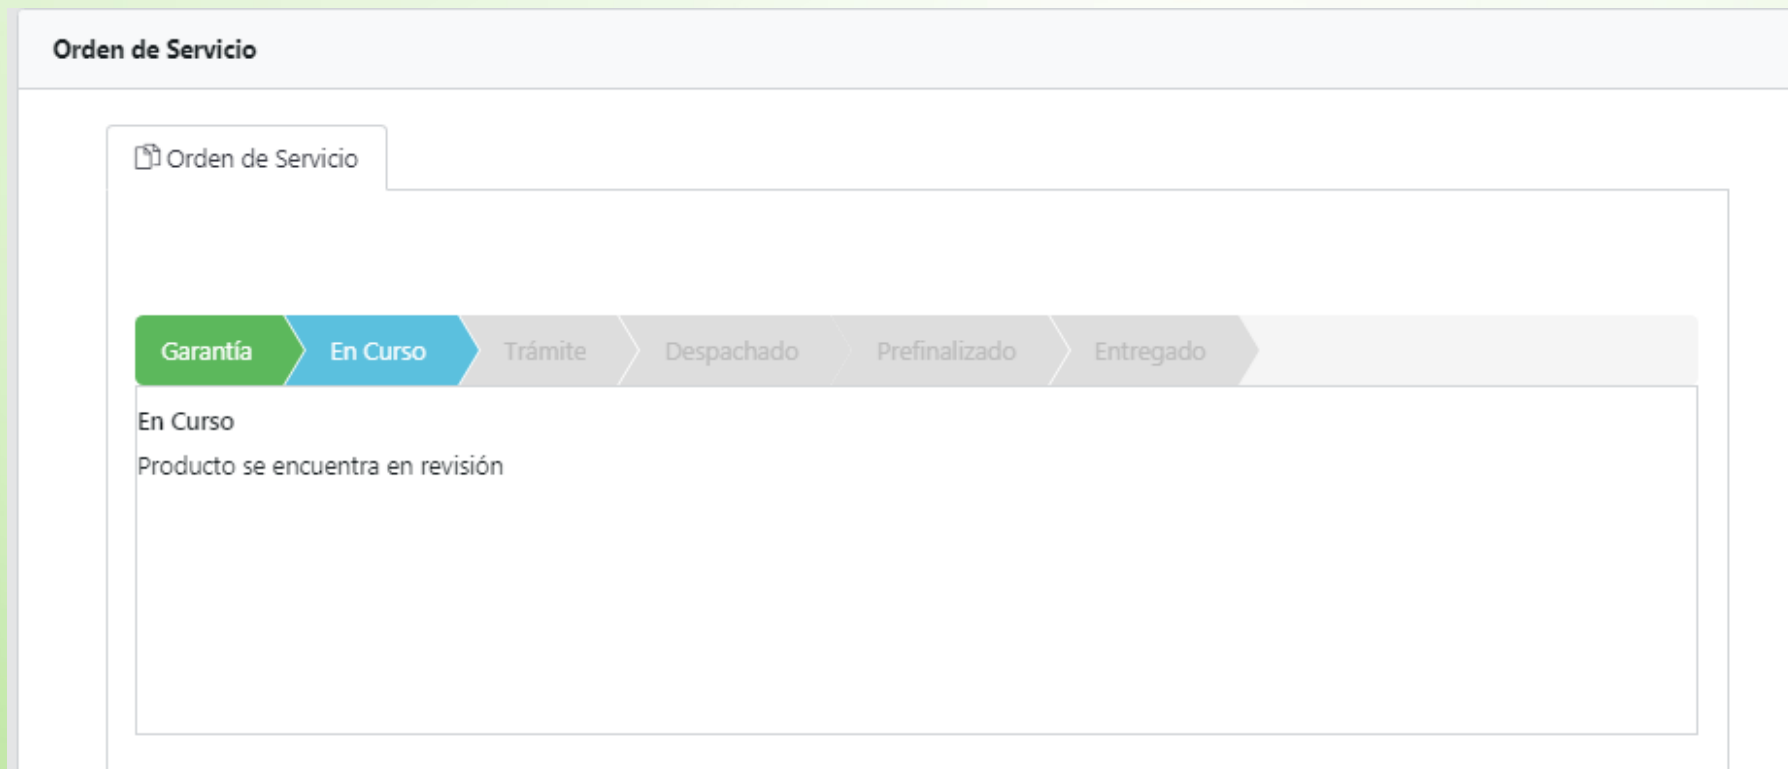 Orden de Servicio
Orden de Servicio
Garantía En Curso Trámite Despachado Prefinalizado Entregado
En Curso
Producto se encuentra en revisión